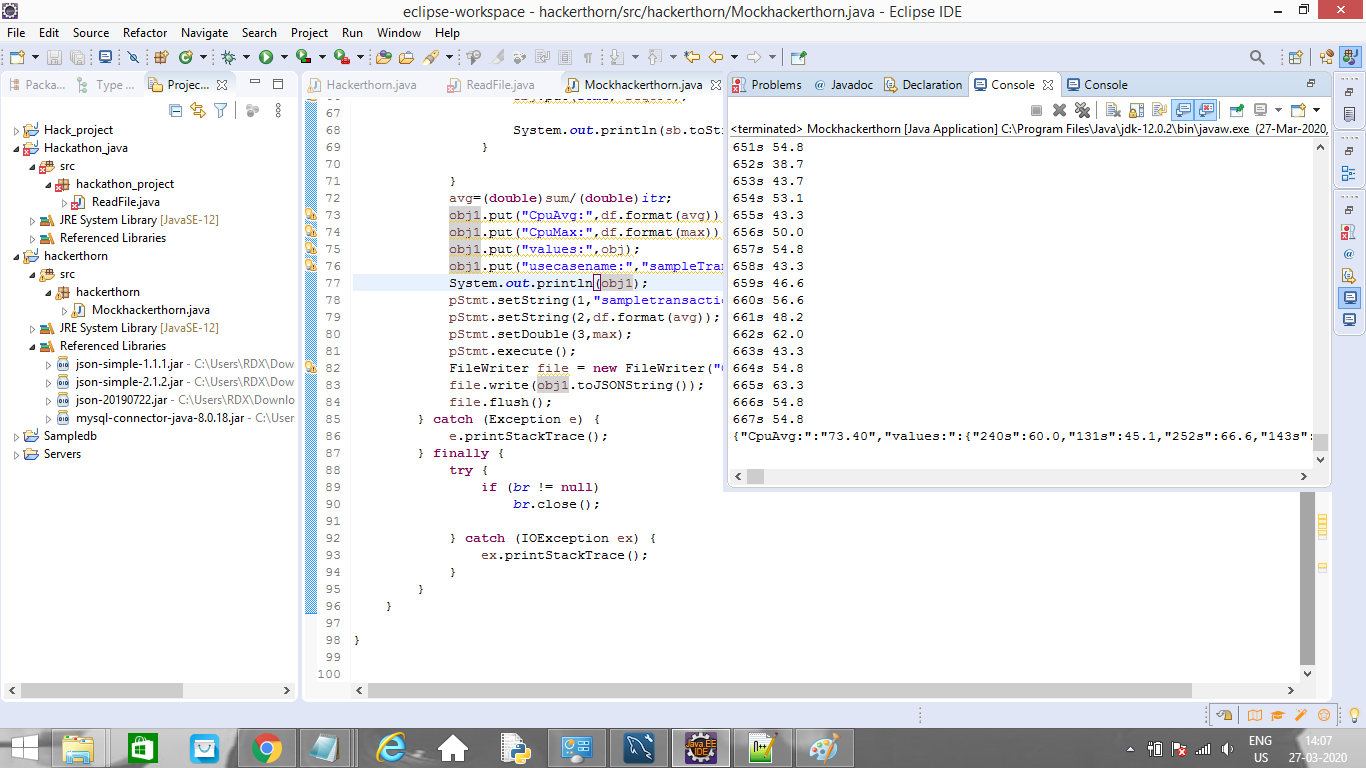 eclipse-workspace - hackerthorn/src/hackerthorn/Mockhackerthorn.java - Eclipse IDE
File Edit Source Refactor Navigate Search Project Run Window Help
Packa... Type ... Projec...
Hack_project
Hackathon_java
src
hackathon_project
ReadFile.java
JRE System Library [JavaSE-12]
Referenced Libraries
hackerthorn
src
hackerthorn
Mockhackerthorn.java
JRE System Library [JavaSE-12]
Referenced Libraries
json-simple-1.1.1.jar - C:\Users\RDX\Dow
json-simple-2.1.2.jar - C:\Users\RDX\Dow
json-20190722.jar - C:\Users\RDX\Downlo
mysql-connector-java-8.0.18.jar - C:\User
Sampledb
Servers
Hackerthorn.java ReadFile.java Mockhackerthorn.java
67
68 System.out.println(sb.toStr
69 }
70
71 }
72 avg=(double)sum/(double)itr;
73 obj1.put("CpuAvg:",df.format(avg))
74 obj1.put("CpuMax:",df.format(max))
75 obj1.put("values:",obj);
76 obj1.put("usecasename:","sampleTran
77 System.out.println(obj1);
78 pStmt.setString(1,"sampletransactio
79 pStmt.setString(2,df.format(avg));
80 pStmt.setDouble(3,max);
81 pStmt.execute();
82 FileWriter file = new FileWriter("
83 file.write(obj1.toJSONString());
84 file.flush();
85 } catch (Exception e) {
86 e.printStackTrace();
87 } finally {
88 try {
89 if (br != null)
90 br.close();
91
92 } catch (IOException ex) {
93 ex.printStackTrace();
94 }
95 }
96 }
97
98 }
99
100
Problems Javadoc Declaration Console Console
<terminated> Mockhackerthorn [Java Application] C:\Program Files\Java\jdk-12.0.2\bin\javaw.exe (27-Mar-2020,
651s 54.8
652s 38.7
653s 43.7
654s 53.1
655s 43.3
656s 50.0
657s 54.8
658s 43.3
659s 46.6
660s 56.6
661s 48.2
662s 62.0
663s 43.3
664s 54.8
665s 63.3
666s 54.8
667s 54.8
{"CpuAvg:":"73.40","values:":{"240s":60.0,"131s":45.1,"252s":66.6,"143s":
Java EE
IDE
ENG
US
14:07
27-03-2020